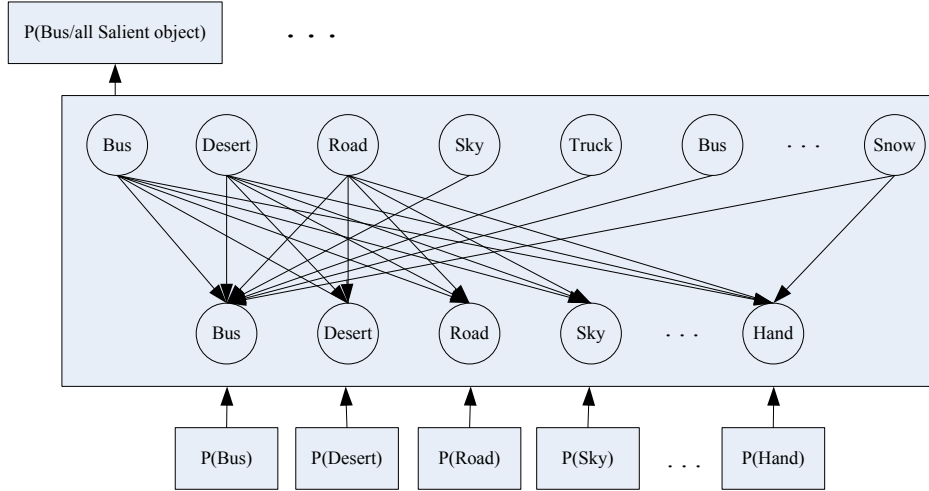 P(Bus/all Salient object) . . .
Bus Desert Road Sky Truck Bus . . . Snow
Bus Desert Road Sky . . . Hand
P(Bus) P(Desert) P(Road) P(Sky) . . . P(Hand)